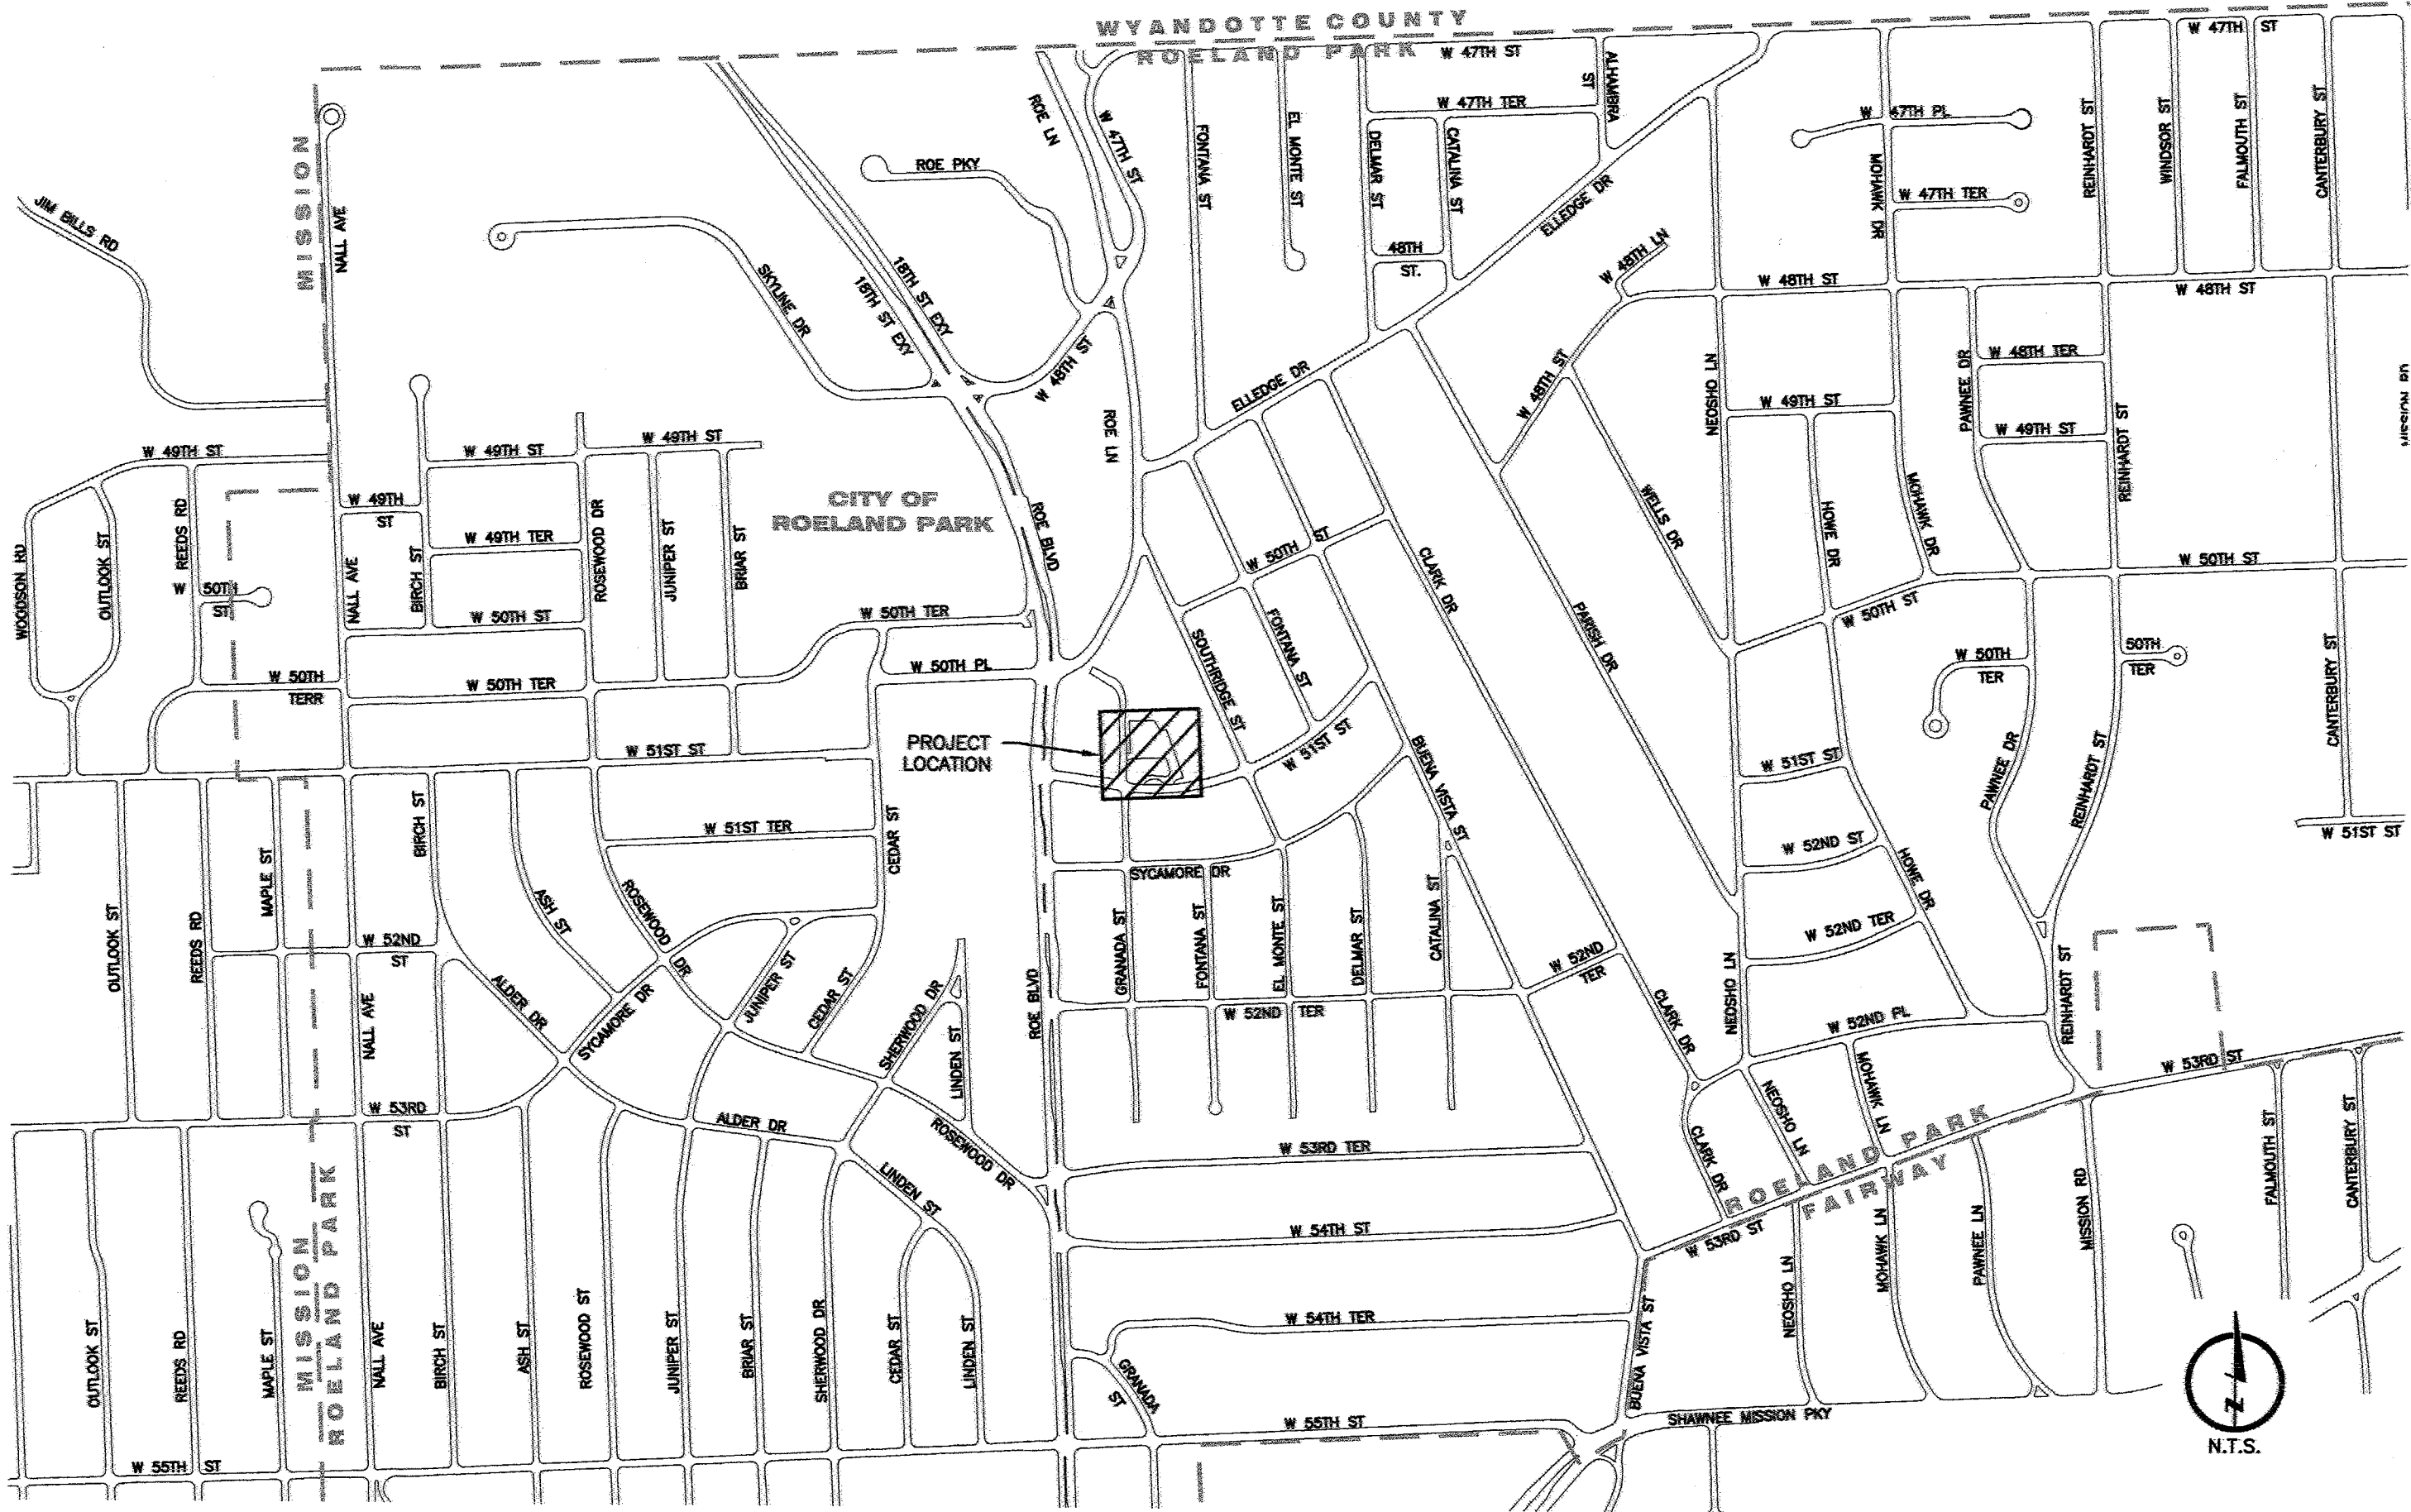 WYANDOTTE COUNTY
ROELAND PARK
W 47TH ST
W 47TH ST
ALHAMBRA
ST
W 47TH TER
ROE LN
W 47TH ST
FONTANA ST
EL MONTE ST
DELMAR ST
CATALINA ST
W 47TH PL
MOHAWK DR
W 47TH TER
REINHARDT ST
WINDSOR ST
FALMOUTH ST
CANTERBURY ST
MISSION
NALL AVE
JIM BILLS RD
ROE PKY
SKYLINE DR
18TH ST EXY
18TH ST EXY
48TH
ST.
ELLEDGE DR
W 48TH LN
W 48TH ST
W 48TH ST
W 48TH ST
W 48TH ST
ELLEDGE DR
ROE LN
NEOSHO LN
PAWNEE DR
W 48TH TER
W 49TH ST
W 49TH ST
REINHARDT ST
W 49TH ST
W 49TH ST
W 49TH ST
W 49TH
ST
W 49TH TER
CITY OF
ROELAND PARK
WOODSON RD
OUTLOOK ST
REEDS RD
W 50TH
ST
NALL AVE
BIRCH ST
ROSEWOOD DR
JUNIPER ST
BRIAR ST
ROE BLVD
W 50TH ST
CLARK DR
WELLS DR
HOWE DR
MOHAWK DR
W 50TH ST
W 50TH ST
W 50TH TER
W 50TH ST
W 50TH PL
W 50TH
TERR
W 50TH TER
SOUTHRIDGE ST
FONTANA ST
PARISH DR
W 50TH
TER
50TH
TER
CANTERBURY ST
PROJECT
LOCATION
W 51ST ST
W 51ST ST
BUENA VISTA ST
W 51ST ST
PAWNEE DR
REINHARDT ST
W 51ST ST
W 51ST TER
CEDAR ST
BIRCH ST
MAPLE ST
OUTLOOK ST
REEDS RD
ASH ST
ROSEWOOD
DR
SYCAMORE DR
W 52ND ST
HOWE DR
W 52ND TER
W 52ND
ST
NALL AVE
ALDER DR
SYCAMORE DR
JUNIPER ST
CEDAR ST
SHERWOOD DR
LINDEN ST
ROE BLVD
GRANADA ST
FONTANA ST
EL MONTE ST
DELMAR ST
CATALINA ST
W 52ND TER
W 52ND
TER
CLARK DR
NEOSHO LN
W 52ND PL
REINHARDT ST
W 53RD ST
W 53RD
ST
ALDER DR
ROSEWOOD DR
LINDEN ST
W 53RD TER
NEOSHO LN
MOHAWK LN
CLARK DR
ROELAND PARK
FAIRWAY
W 53RD ST
MISSION RD
FALMOUTH ST
CANTERBURY ST
W 54TH ST
W 54TH TER
MISSION
ROELAND PARK
OUTLOOK ST
REEDS RD
MAPLE ST
NALL AVE
BIRCH ST
ASH ST
ROSEWOOD ST
JUNIPER ST
BRIAR ST
SHERWOOD DR
CEDAR ST
LINDEN ST
GRANADA
ST
BUENA VISTA ST
NEOSHO LN
MOHAWK LN
PAWNEE LN
W 55TH ST
W 55TH ST
SHAWNEE MISSION PKY
N
N.T.S.